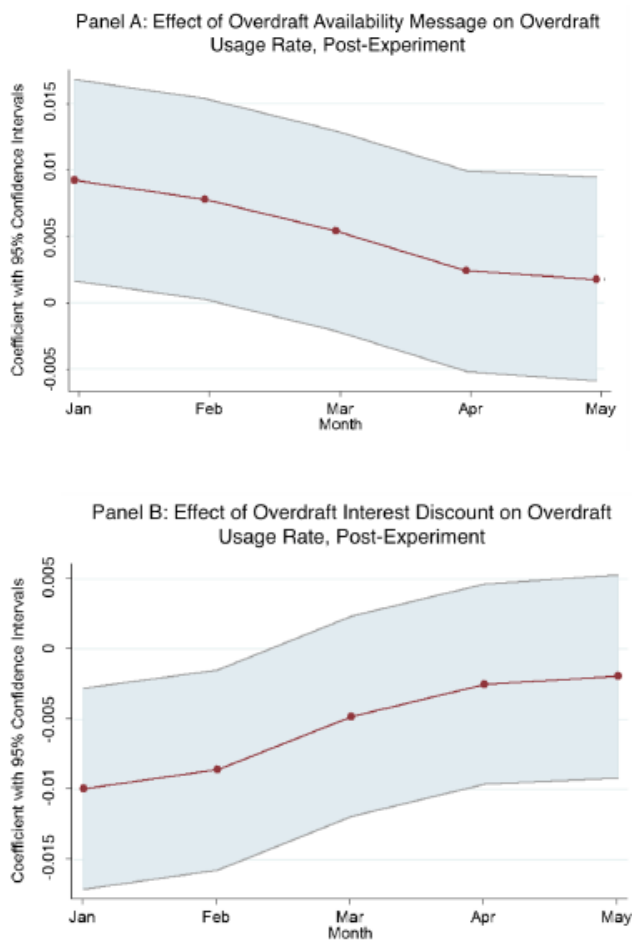 Panel A: Effect of Overdraft Availability Message on Overdraft
Usage Rate, Post-Experiment
Coefficient with 95% Confidence Intervals
0.015
0.01
0.005
0
-0.005
Jan Feb Mar Apr May
Month
Panel B: Effect of Overdraft Interest Discount on Overdraft
Usage Rate, Post-Experiment
Coefficient with 95% Confidence Intervals
0.005
0
-0.005
-0.01
-0.015
Jan Feb Mar Apr May
Month